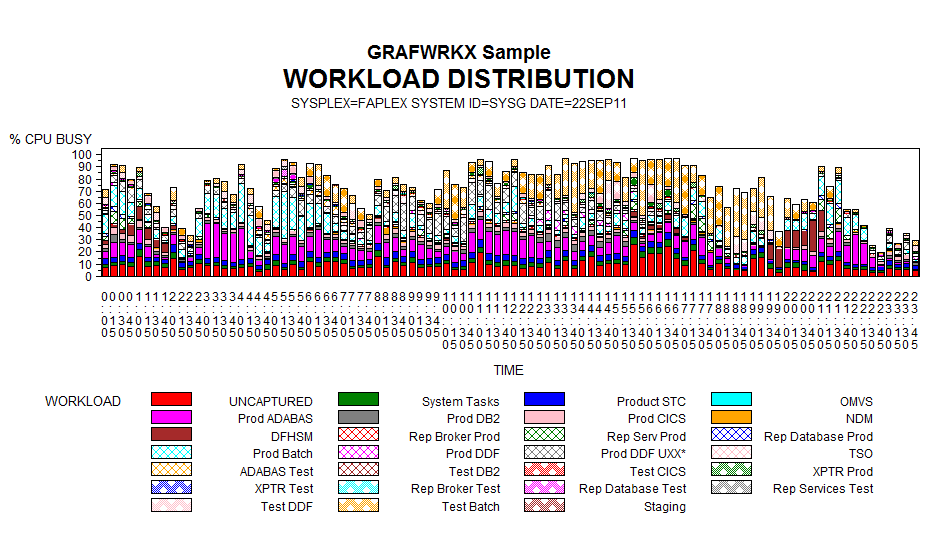 GRAFWRKX Sample
WORKLOAD DISTRIBUTION
SYSPLEX=FAPLEX SYSTEM ID=SYSG DATE=22SEP11
% CPU BUSY
100
90
80
70
60
50
40
30
20
10
0
TIME
WORKLOAD UNCAPTURED System Tasks Product STC OMVS
Prod ADABAS Prod DB2 Prod CICS NDM
DFHSM Rep Broker Prod Rep Serv Prod Rep Database Prod
Prod Batch Prod DDF Prod DDF UXX* TSO
ADABAS Test Test DB2 Test CICS XPTR Prod
XPTR Test Rep Broker Test Rep Database Test Rep Services Test
Test DDF Test Batch Staging